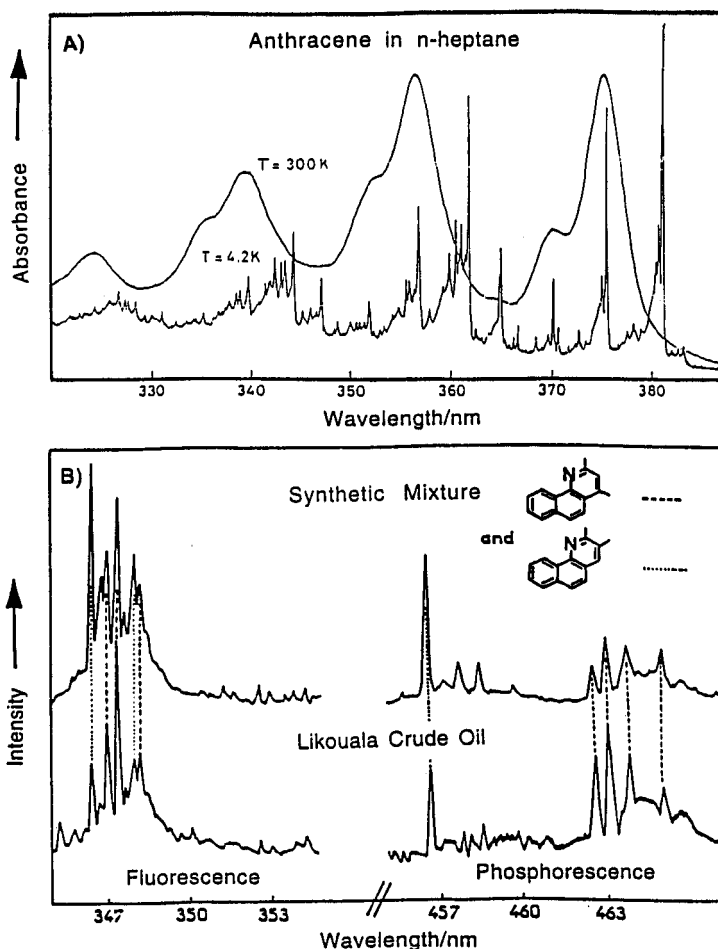 A)
Anthracene in n-heptane
T = 300K
T = 4.2K
Absorbance
330 340 350 360 370 380
Wavelength/nm
B)
Synthetic Mixture
N
and
N
Likouala Crude Oil
Intensity
Fluorescence
Phosphorescence
347 350 353 // 457 460 463
Wavelength/nm